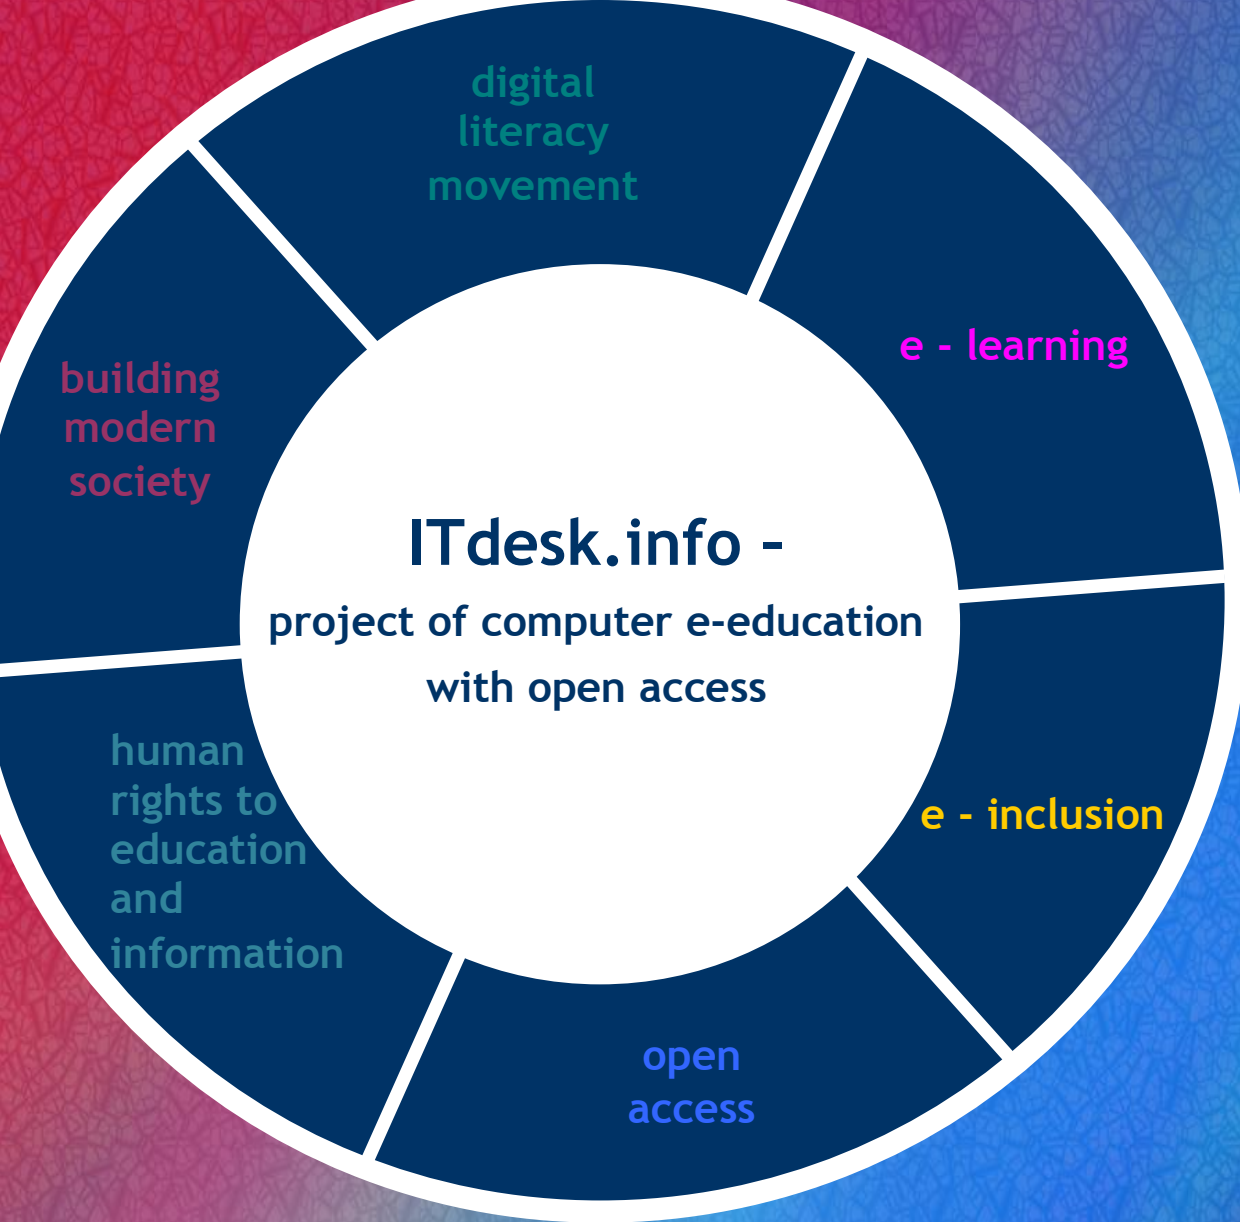 digital
literacy
movement
e - learning
building
modern
society
ITdesk.info –
project of computer e-education
with open access
human
rights to
education
and
information
e - inclusion
open
access